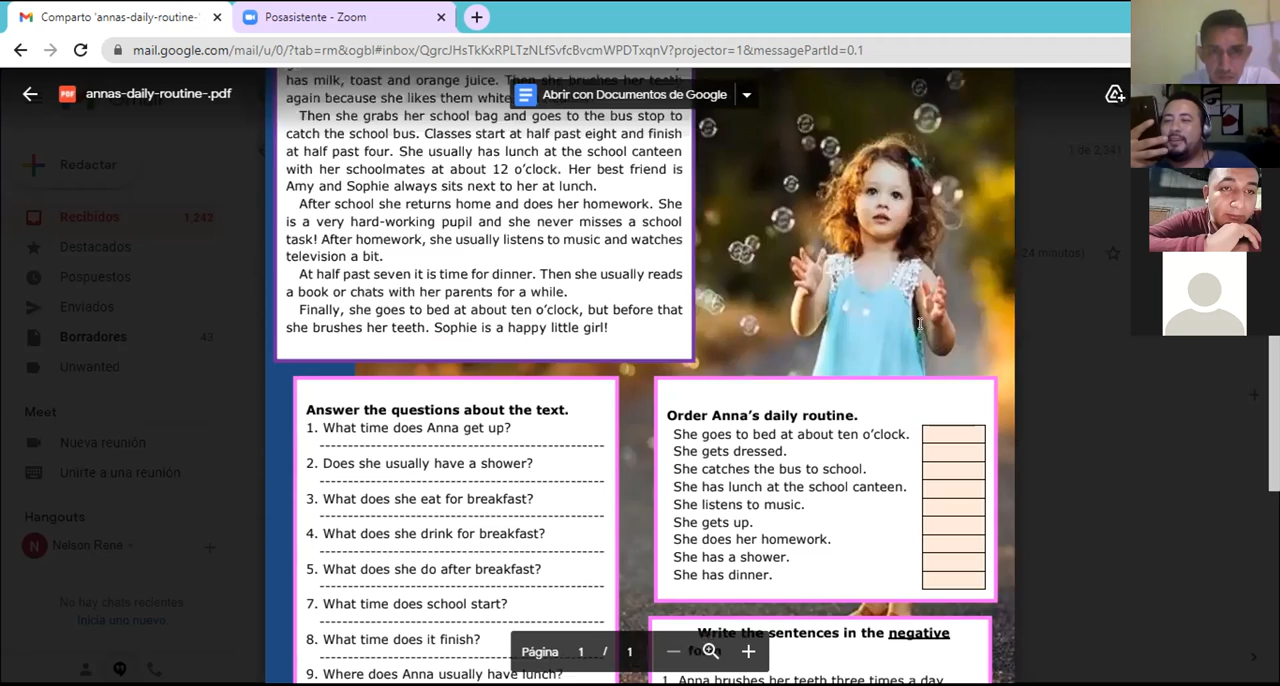 Comparto 'annas-daily-routine-'
Posasistente - Zoom
mail.google.com/mail/u/0/?tab=rm&ogbl#inbox/QgrcJHsTkKxRPLTzNLfSvfcBvcmWPDTxqnV?projector=1&messagePartId=0.1
annas-daily-routine-.pdf
Abrir con Documentos de Google
Redactar
Recibidos 1,242
Destacados
Pospuestos
Enviados
Borradores 43
Unwanted
Meet
Nueva reunión
Unirte a una reunión
Hangouts
N Nelson Rene
No hay chats recientes
Inicia uno nuevo.
1 de 2,341
24 minutos)
has milk, toast and orange juice. Then she brushes her teeth
again because she likes them white
Then she grabs her school bag and goes to the bus stop to
catch the school bus. Classes start at half past eight and finish
at half past four. She usually has lunch at the school canteen
with her schoolmates at about 12 o'clock. Her best friend is
Amy and Sophie always sits next to her at lunch.
After school she returns home and does her homework. She
is a very hard-working pupil and she never misses a school
task! After homework, she usually listens to music and watches
television a bit.
At half past seven it is time for dinner. Then she usually reads
a book or chats with her parents for a while.
Finally, she goes to bed at about ten o'clock, but before that
she brushes her teeth. Sophie is a happy little girl!
Answer the questions about the text.
1. What time does Anna get up?
2. Does she usually have a shower?
3. What does she eat for breakfast?
4. What does she drink for breakfast?
5. What does she do after breakfast?
7. What time does school start?
8. What time does it finish?
9. Where does Anna usually have lunch?
Order Anna's daily routine.
She goes to bed at about ten o'clock.
She gets dressed.
She catches the bus to school.
She has lunch at the school canteen.
She listens to music.
She gets up.
She does her homework.
She has a shower.
She has dinner.
Write the sentences in the negative
1. Anna brushes her teeth three times a day.
Página 1 / 1